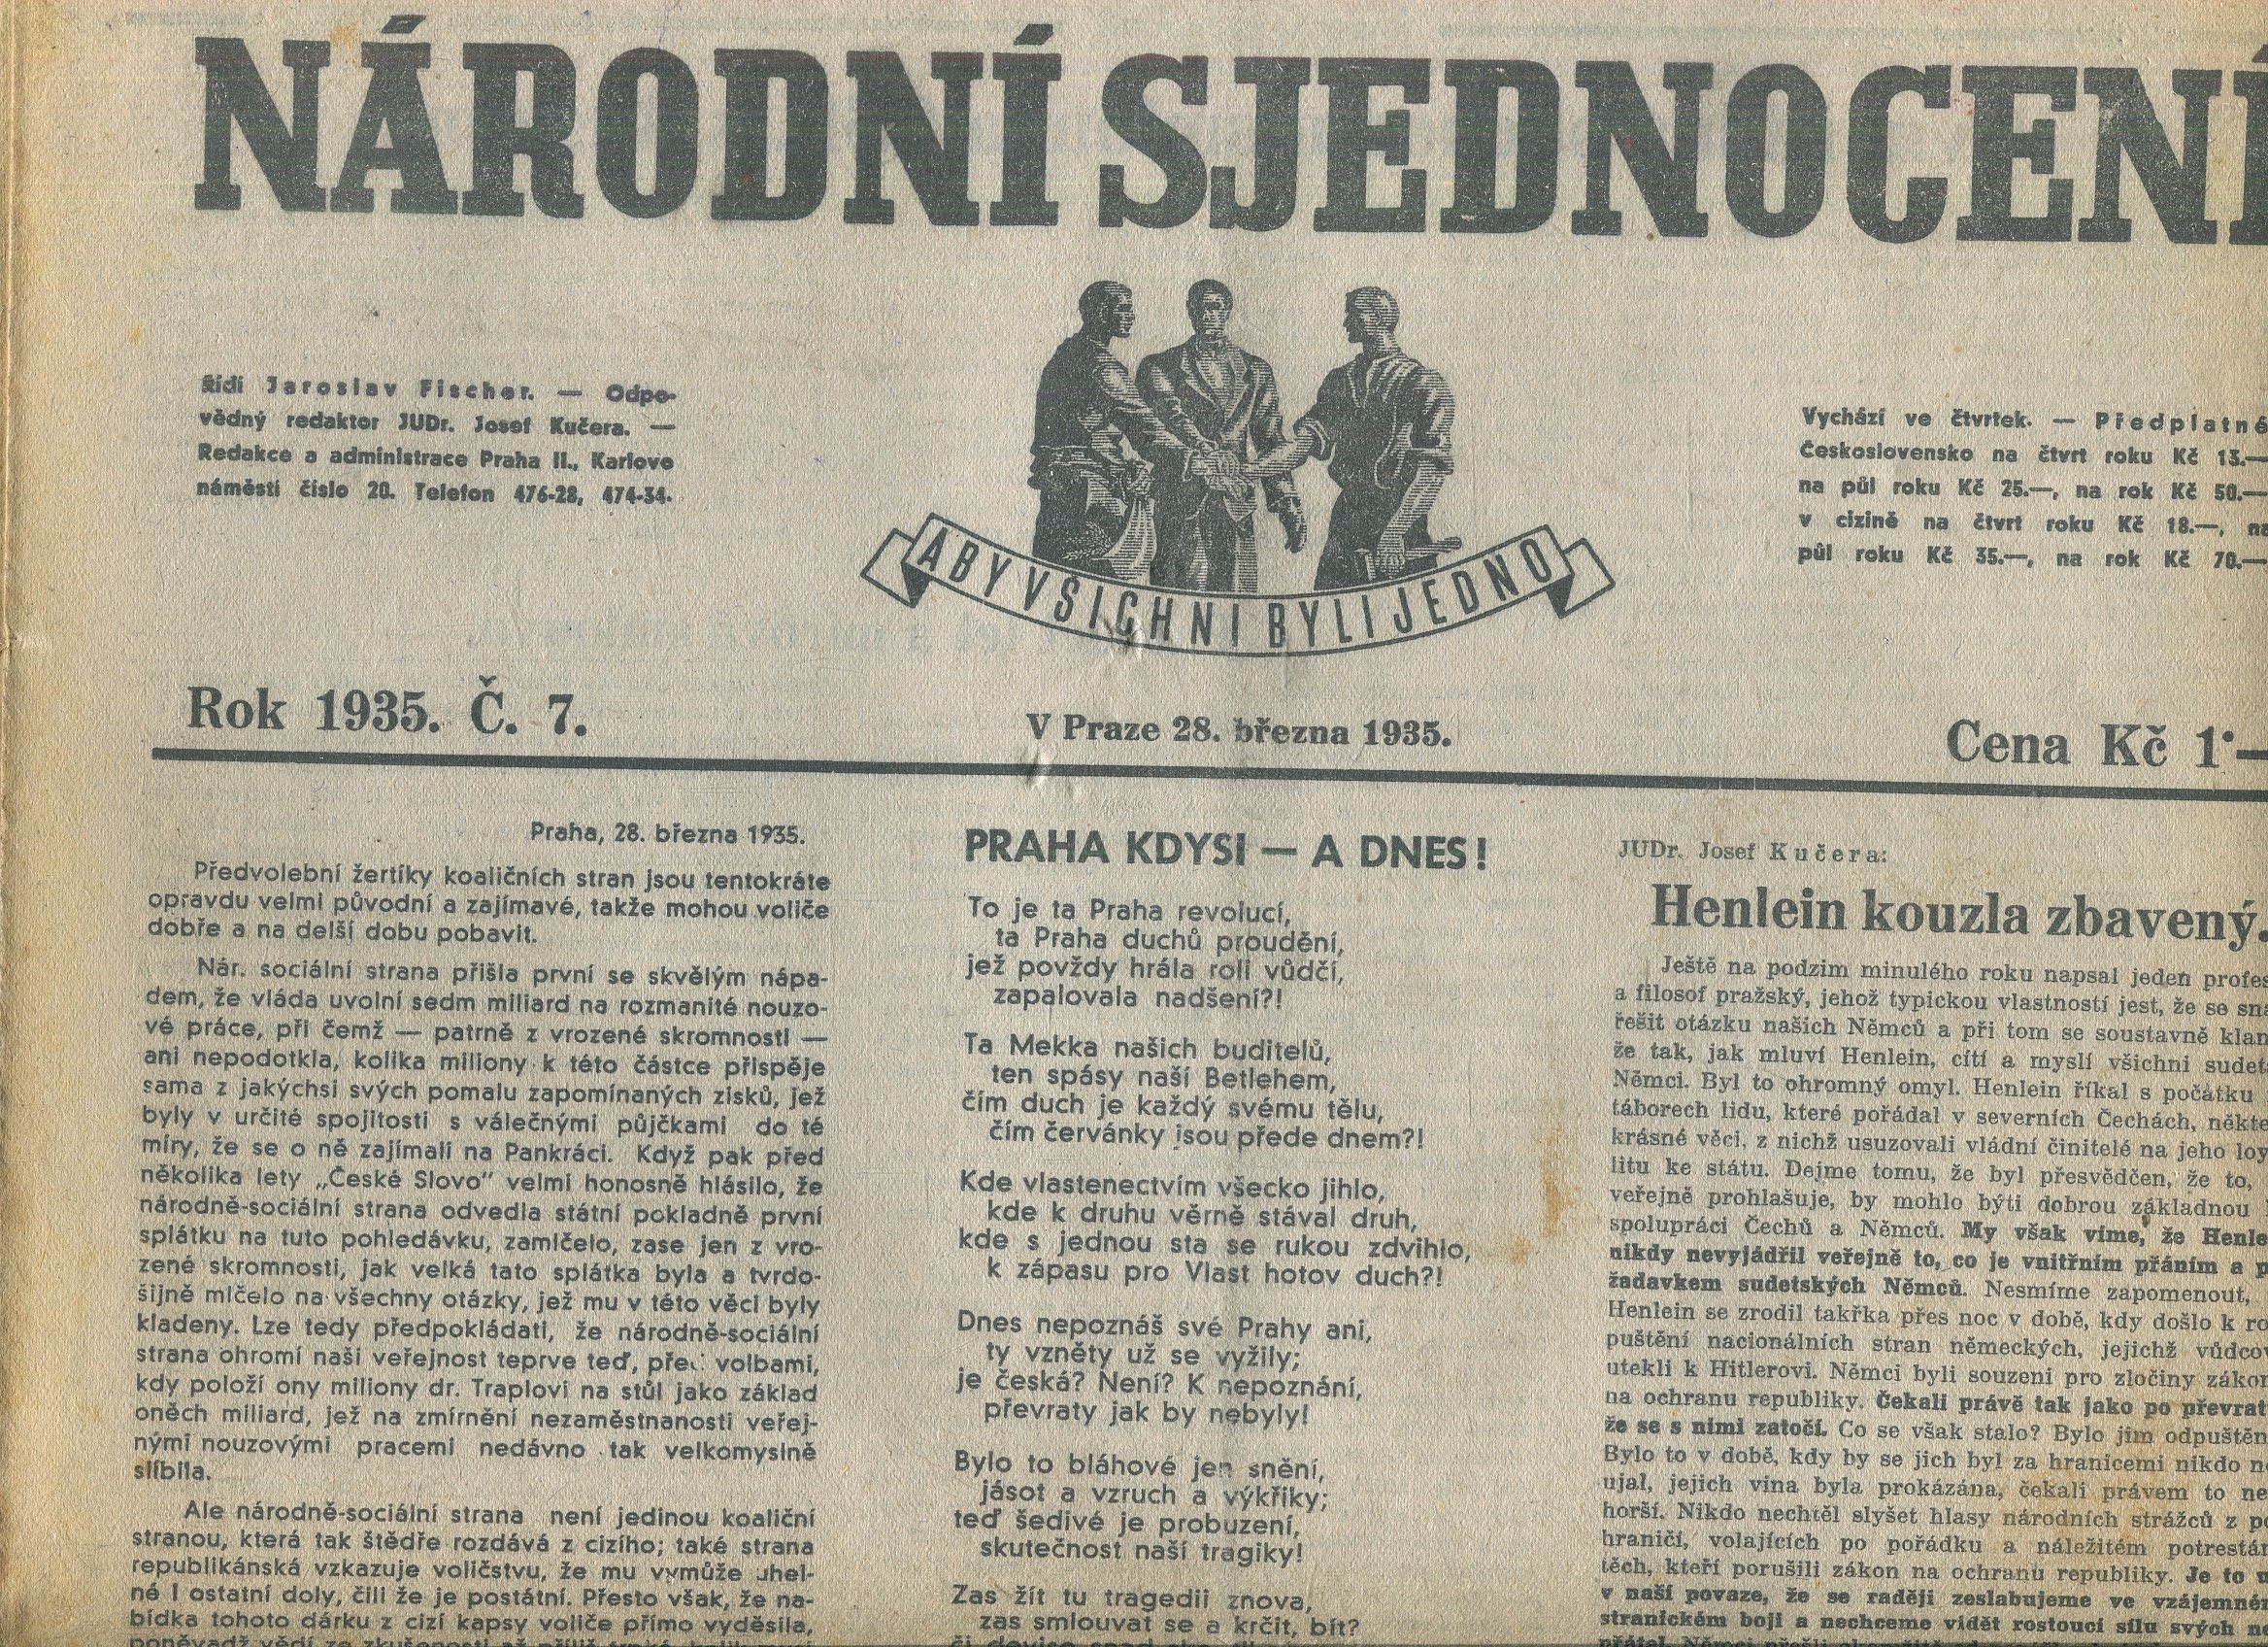 NÁRODNÍ SJEDNOCENÍ
Řídí Jaroslav Fischer. — Odpo-
vědný redaktor JUDr. Josef Kučera. —
Redakce a administrace Praha II., Karlovo
náměstí číslo 20. Telefon 476-28, 474-34.
ABY VŠICHNI BYLI JEDNO
Vychází ve čtvrtek. — Předplatné
Československo na čtvrt roku Kč 13.—
na půl roku Kč 25.—, na rok Kč 50.—
v cizině na čtvrt roku Kč 18.—, na
půl roku Kč 35.—, na rok Kč 70.—
Rok 1935. Č. 7.
V Praze 28. března 1935.
Cena Kč 1·—
Praha, 28. března 1935.
Předvolební žertíky koaličních stran jsou tentokráte
opravdu velmi původní a zajímavé, takže mohou voliče
dobře a na delší dobu pobavit.
Nár. sociální strana přišla první se skvělým nápa-
dem, že vláda uvolní sedm miliard na rozmanité nouzo-
vé práce, při čemž — patrně z vrozené skromnosti —
ani nepodotkla, kolika miliony k této částce přispěje
sama z jakýchsi svých pomalu zapomínaných zisků, jež
byly v určité spojitosti s válečnými půjčkami do té
míry, že se o ně zajímali na Pankráci. Když pak před
několika lety „České Slovo" velmi honosně hlásilo, že
národně-sociální strana odvedla státní pokladně první
splátku na tuto pohledávku, zamlčelo, zase jen z vro-
zené skromnosti, jak velká tato splátka byla a tvrdo-
šíjně mlčelo na všechny otázky, jež mu v této věci byly
kladeny. Lze tedy předpokládati, že národně-sociální
strana ohromí naši veřejnost teprve teď, před volbami,
kdy položí ony miliony dr. Traplovi na stůl jako základ
oněch miliard, jež na zmírnění nezaměstnanosti veřej-
nými nouzovými pracemi nedávno tak velkomyslně
slíbila.
Ale národně-sociální strana není jedinou koaliční
stranou, která tak štědře rozdává z cizího; také strana
republikánská vzkazuje voličstvu, že mu vymůže uhel-
né i ostatní doly, čili že je postátní. Přesto však, že na-
bídka tohoto dárku z cizí kapsy voliče přímo vyděsila,
poněvadž vědí ze zkušenosti až příliš
PRAHA KDYSI — A DNES!
To je ta Praha revolucí,
ta Praha duchů proudění,
jež povždy hrála roli vůdčí,
zapalovala nadšení?!
Ta Mekka našich buditelů,
ten spásy naší Betlehem,
čím duch je každý svému tělu,
čím červánky jsou přede dnem?!
Kde vlastenectvím všecko jihlo,
kde k druhu věrně stával druh,
kde s jednou sta se rukou zdvihlo,
k zápasu pro Vlast hotov duch?!
Dnes nepoznáš své Prahy ani,
ty vzněty už se vyžily;
je česká? Není? K nepoznání,
převraty jak by nebyly!
Bylo to bláhové jen snění,
jásot a vzruch a výkřiky;
teď šedivé je probuzení,
skutečnost naší tragiky!
Zas žít tu tragedii znova,
zas smlouvat se a krčit, bít?
JUDr. Josef Kučera:
Henlein kouzla zbavený.
Ještě na podzim minulého roku napsal jeden profes
a filosof pražský, jehož typickou vlastností jest, že se sna
řešit otázku našich Němců a při tom se soustavně klam
že tak, jak mluví Henlein, cítí a myslí všichni sudet
Němci. Byl to ohromný omyl. Henlein říkal s počátku
táborech lidu, které pořádal v severních Čechách, někte
krásné věci, z nichž usuzovali vládní činitelé na jeho loy
litu ke státu. Dejme tomu, že byl přesvědčen, že to,
veřejně prohlašuje, by mohlo býti dobrou základnou
spolupráci Čechů a Němců. My však víme, že Henle
nikdy nevyjádřil veřejně to, co je vnitřním přáním a p
žadavkem sudetských Němců. Nesmíme zapomenout,
Henlein se zrodil takřka přes noc v době, kdy došlo k ro
puštění nacionálních stran německých, jejichž vůdcov
utekli k Hitlerovi. Němci byli souzeni pro zločiny zákon
na ochranu republiky. Čekali právě tak jako po převrat
že se s nimi zatočí. Co se však stalo? Bylo jim odpuštěn
Bylo to v době, kdy by se jich byl za hranicemi nikdo ne
ujal, jejich vina byla prokázána, čekali právem to ne
horší. Nikdo nechtěl slyšet hlasy národních strážců z po
hraničí, volajících po pořádku a náležitém potrestán
těch, kteří porušili zákon na ochranu republiky. Je to u
v naší povaze, že se raději zeslabujeme ve vzájemném
stranickém boji a nechceme vidět rostoucí sílu svých n